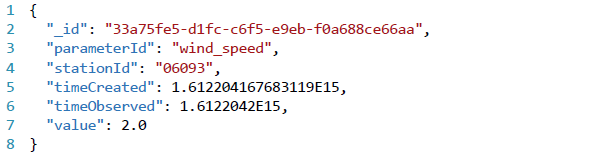 1 {
2 "_id": "33a75fe5-d1fc-c6f5-e9eb-f0a688ce66aa",
3 "parameterId": "wind_speed",
4 "stationId": "06093",
5 "timeCreated": 1.612204167683119E15,
6 "timeObserved": 1.6122042E15,
7 "value": 2.0
8 }